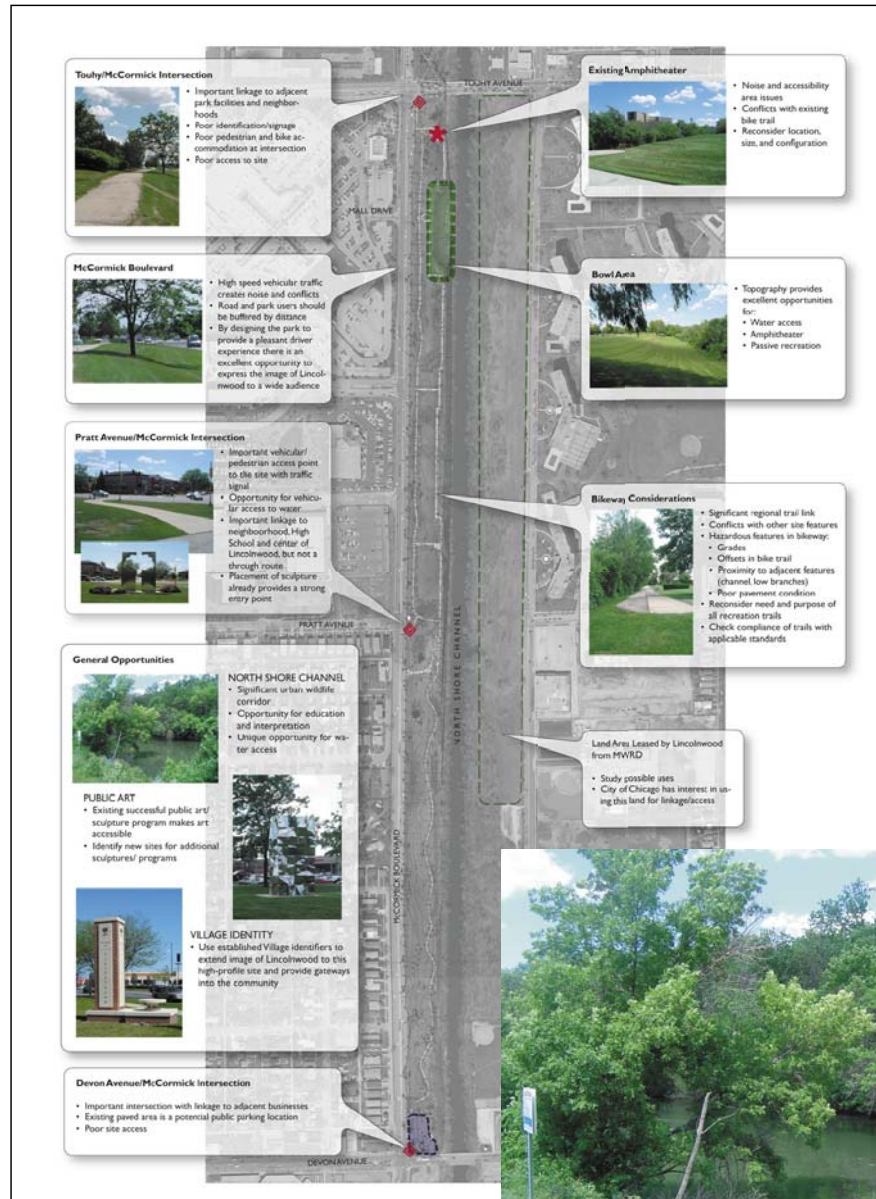 Touhy/McCormick Intersection
• Important linkage to adjacent
park facilities and neighbor-
hoods
• Poor identification/signage
• Poor pedestrian and bike ac-
commodation at intersection
• Poor access to site
TOUHY AVENUE
Existing Amphitheater
• Noise and accessibility
area issues
• Conflicts with existing
bike trail
• Reconsider location,
size, and configuration
MALL DRIVE
McCormick Boulevard
• High speed vehicular traffic
creates noise and conflicts
• Road and park users should
be buffered by distance
• By designing the park to
provide a pleasant driver
experience there is an
excellent opportunity to
express the image of Lincol-
nwood to a wide audience
Bowl Area
• Topography provides
excellent opportunities
for:
• Water access
• Amphitheater
• Passive recreation
Pratt Avenue/McCormick Intersection
• Important vehicular/
pedestrian access point
to the site with traffic
signal
• Opportunity for vehicu-
lar access to water
• Important linkage to
neighboorhood, High
School and center of
Lincolnwood, but not a
through route
• Placement of sculpture
already provides a strong
entry point
Bikeway Considerations
• Significant regional trail link
• Conflicts with other site features
• Hazardous features in bikeway:
• Grades
• Offsets in bike trail
• Proximity to adjacent features
(channel, low branches)
• Poor pavement condition
• Reconsider need and purpose of
all recreation trails
• Check compliance of trails with
applicable standards
PRATT AVENUE
NORTH SHORE CHANNEL
General Opportunities
NORTH SHORE CHANNEL
• Significant urban wildlife
corridor
• Opportunity for education
and interpretation
• Unique opportunity for wa-
ter access
PUBLIC ART
• Existing successful public art/
sculpture program makes art
accessible
• Identify new sites for additional
sculptures/ programs
VILLAGE IDENTITY
• Use established Village identifiers to
extend image of Lincolnwood to this
high-profile site and provide gateways
into the community
Land Area Leased by Lincolnwood
from MWRD
• Study possible uses
• City of Chicago has interest in us-
ing this land for linkage/access
McCORMICK BOULEVARD
Devon Avenue/McCormick Intersection
• Important intersection with linkage to adjacent businesses
• Existing paved area is a potential public parking location
• Poor site access
DEVON AVENUE